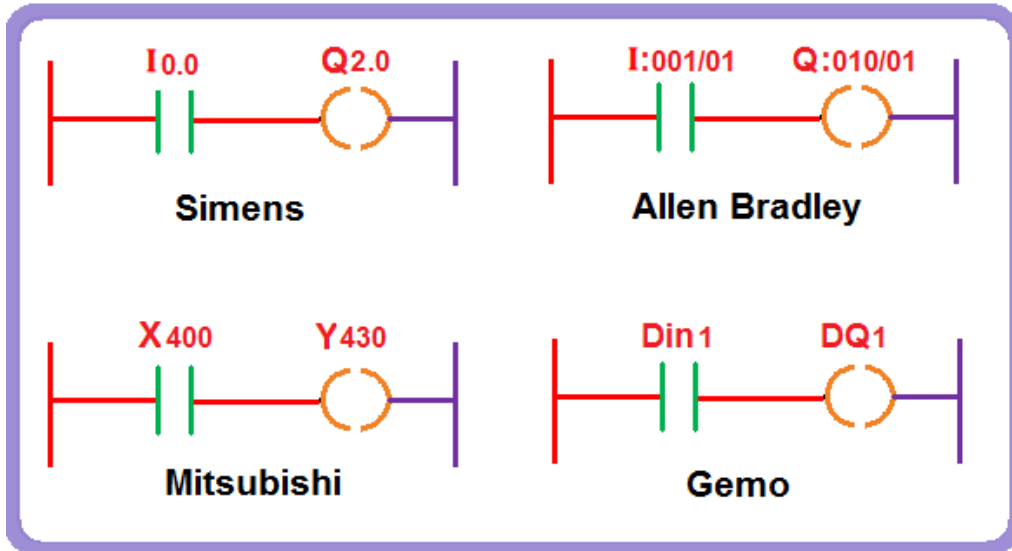 I0.0 Q2.0
Simens
I:001/01 Q:010/01
Allen Bradley
X400 Y430
Mitsubishi
Din1 DQ1
Gemo